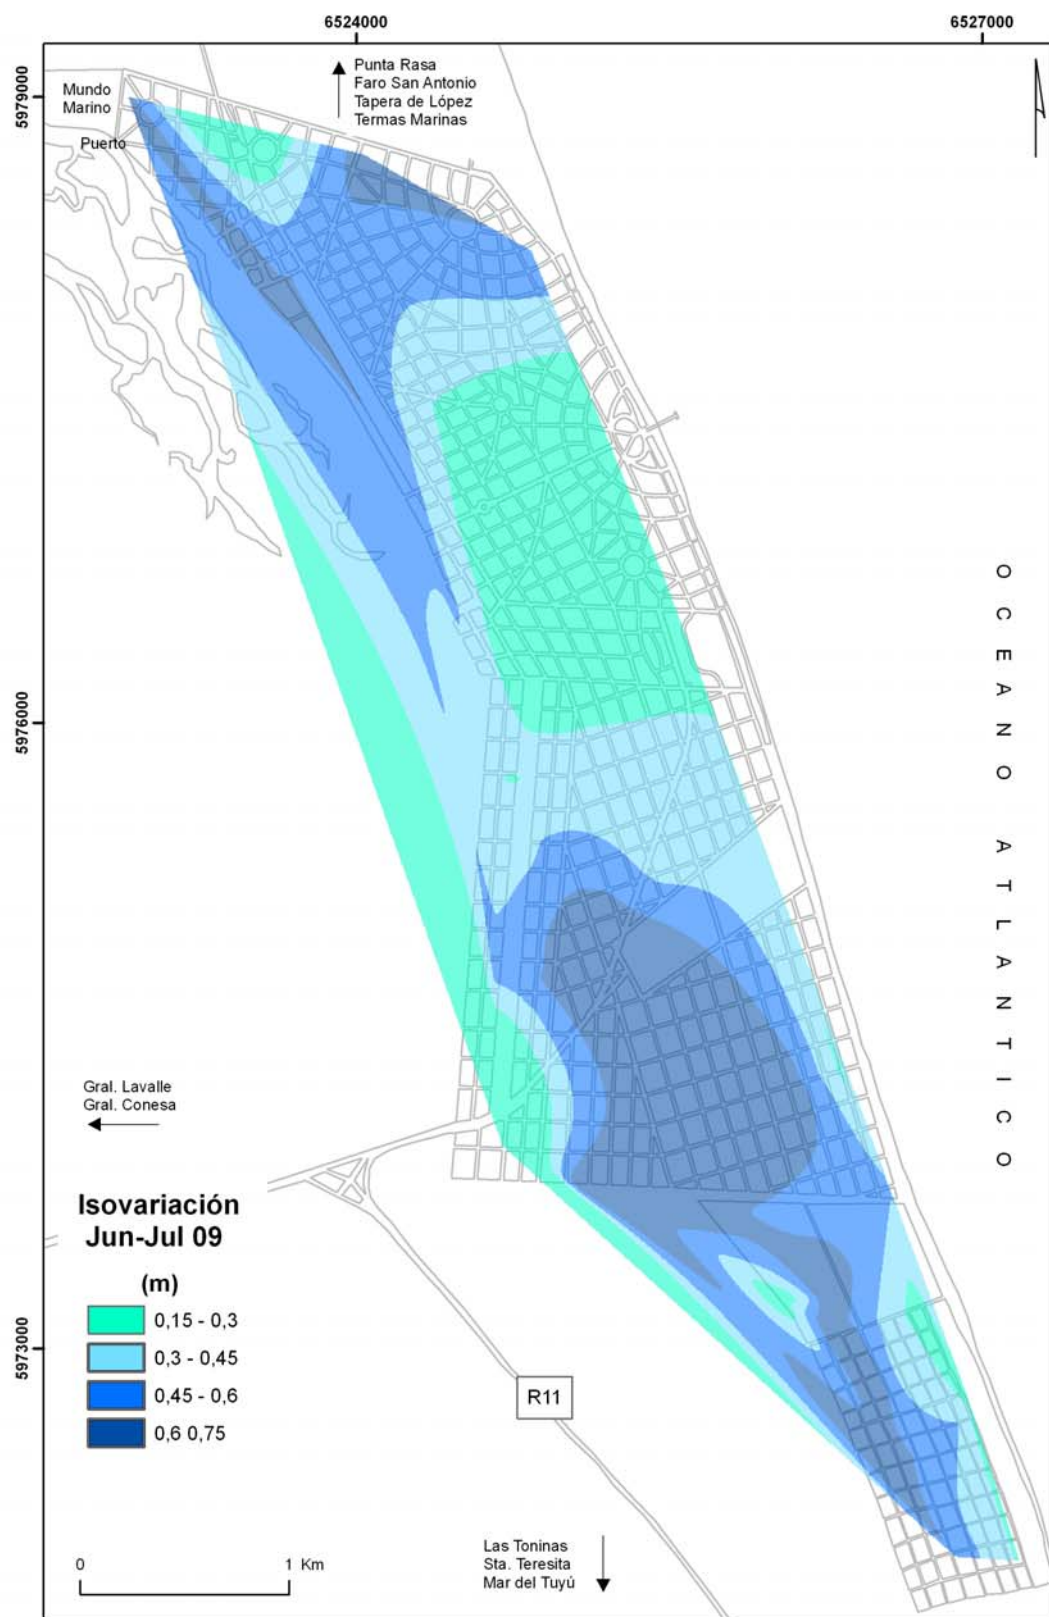 6524000
6527000
5979000
Mundo
Marino
Puerto
Punta Rasa
Faro San Antonio
Tapera de López
Termas Marinas
OCEANO ATLANTICO
5976000
Gral. Lavalle
Gral. Conesa
Isovariación
Jun-Jul 09
(m)
0,15 - 0,3
0,3 - 0,45
0,45 - 0,6
0,6 0,75
5973000
R11
0 1 Km
Las Toninas
Sta. Teresita
Mar del Tuyú